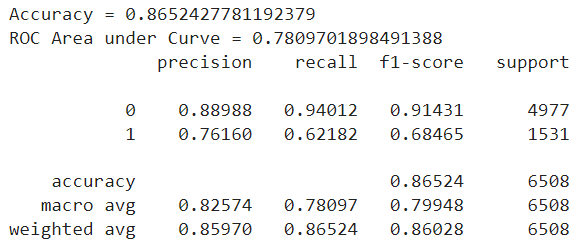 Accuracy = 0.8652427781192379
ROC Area under Curve = 0.7809701898491388
precision recall f1-score support
0 0.88988 0.94012 0.91431 4977
1 0.76160 0.62182 0.68465 1531
accuracy 0.86524 6508
macro avg 0.82574 0.78097 0.79948 6508
weighted avg 0.85970 0.86524 0.86028 6508